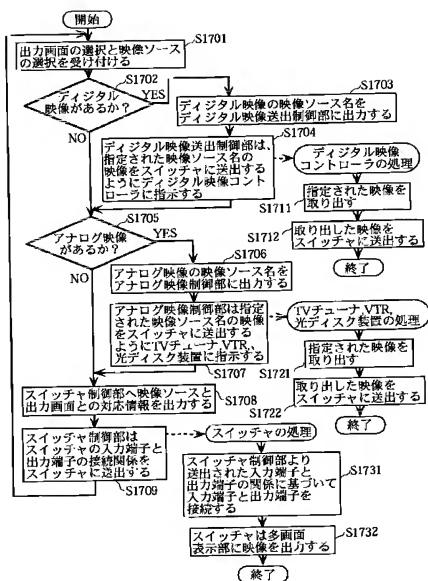 開始
S1701
出力画面の選択と映像ソース
の選択を受け付ける
S1702
ディジタル
映像があるか?
YES
NO
S1703
ディジタル映像の映像ソース名を
ディジタル映像送出制御部に出力する
S1704
ディジタル映像送出制御部は、
指定された映像ソース名の
映像をスイッチャに送出する
ようにディジタル映像コント
ローラに指示する
ディジタル映像
コントローラの処理
指定された映像を
取り出す
S1711
取り出した映像を
スイッチャに送出する
S1712
終了
S1705
アナログ映像
があるか?
YES
NO
S1706
アナログ映像の映像ソース名を
アナログ映像制御部に出力する
アナログ映像制御部は指定
された映像ソース名の映像
をスイッチャに送出する
ようにTVチューナ,VTR,
光ディスク装置に指示する
S1707
TVチューナ,VTR,
光ディスク装置の処理
指定された映像を
取り出す
S1721
取り出した映像を
スイッチャに送出する
S1722
終了
スイッチャ制御部へ映像ソースと
出力画面との対応情報を出力する
S1708
スイッチャ制御部は
スイッチャの入力端子と
出力端子の接続関係を
スイッチャに送出する
S1709
スイッチャの処理
スイッチャ制御部より
送出された入力端子と
出力端子の関係に基づいて
入力端子と出力端子を
接続する
S1731
スイッチャは多画面
表示部に映像を出力する
S1732
終了